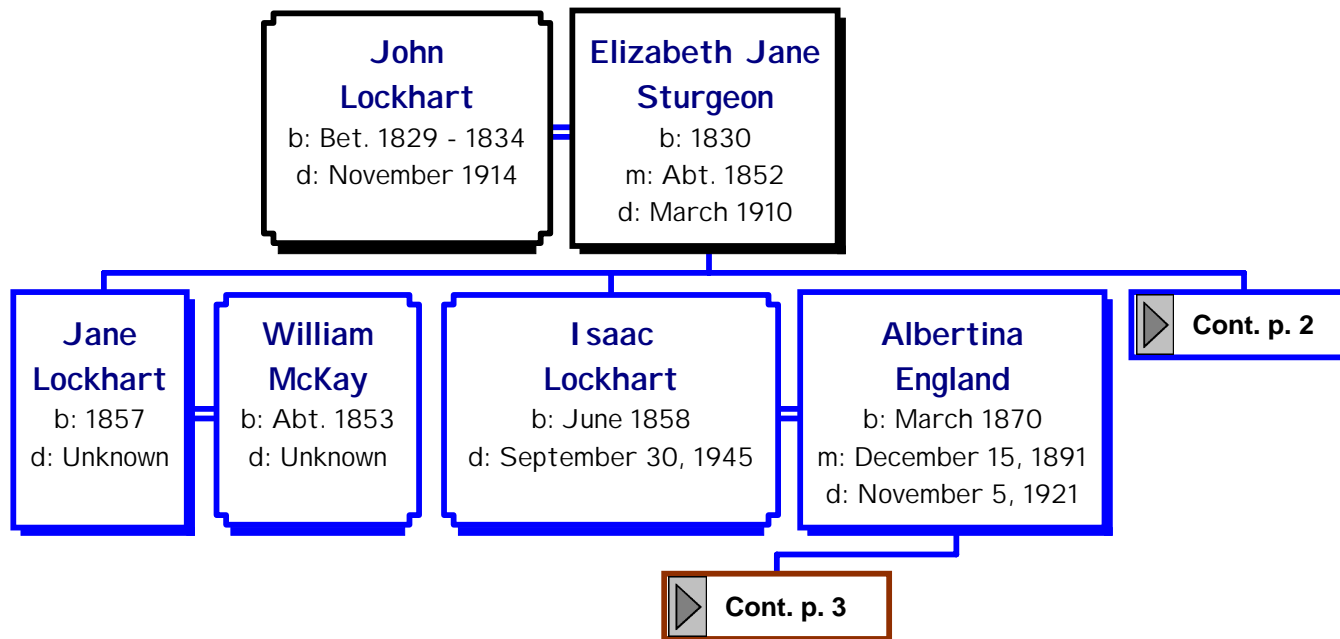 John
Lockhart
b: Bet. 1829 - 1834
d: November 1914
Elizabeth Jane
Sturgeon
b: 1830
m: Abt. 1852
d: March 1910
Jane
Lockhart
b: 1857
d: Unknown
William
McKay
b: Abt. 1853
d: Unknown
Isaac
Lockhart
b: June 1858
d: September 30, 1945
Albertina
England
b: March 1870
m: December 15, 1891
d: November 5, 1921
Cont. p. 2
Cont. p. 3